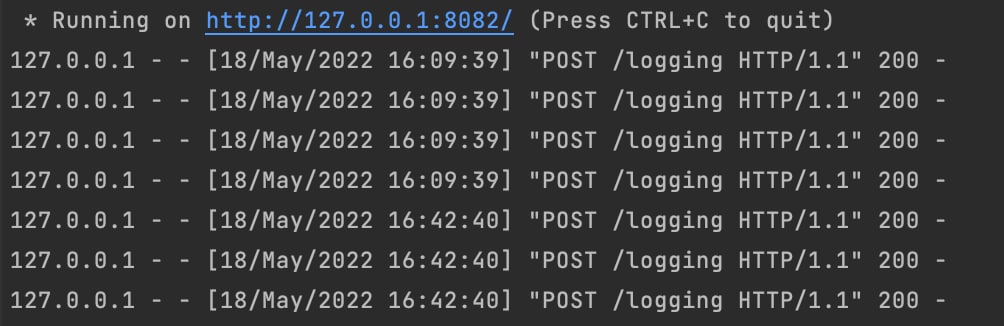 * Running on http://127.0.0.1:8082/ (Press CTRL+C to quit)
127.0.0.1 - - [18/May/2022 16:09:39] "POST /logging HTTP/1.1" 200 -
127.0.0.1 - - [18/May/2022 16:09:39] "POST /logging HTTP/1.1" 200 -
127.0.0.1 - - [18/May/2022 16:09:39] "POST /logging HTTP/1.1" 200 -
127.0.0.1 - - [18/May/2022 16:09:39] "POST /logging HTTP/1.1" 200 -
127.0.0.1 - - [18/May/2022 16:42:40] "POST /logging HTTP/1.1" 200 -
127.0.0.1 - - [18/May/2022 16:42:40] "POST /logging HTTP/1.1" 200 -
127.0.0.1 - - [18/May/2022 16:42:40] "POST /logging HTTP/1.1" 200 -